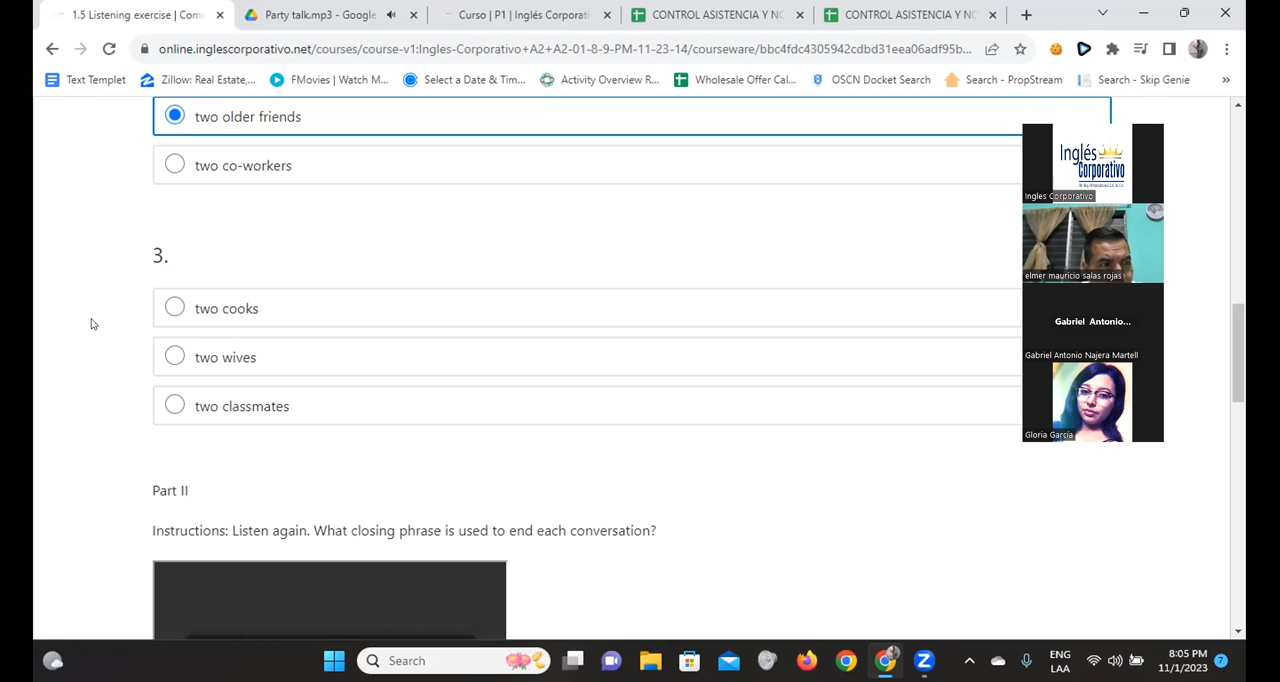 1.5 Listening exercise | Com
Party talk.mp3 - Google
Curso | P1 | Inglés Corporati
CONTROL ASISTENCIA Y NO
CONTROL ASISTENCIA Y NO
online.inglescorporativo.net/courses/course-v1:Ingles-Corporativo+A2+A2-01-8-9-PM-11-23-14/courseware/bbc4fdc4305942cdbd31eea06adf95b...
Text Templet
Zillow: Real Estate,...
FMovies | Watch M...
Select a Date & Tim...
Activity Overview R...
Wholesale Offer Cal...
OSCN Docket Search
Search - PropStream
Search - Skip Genie
»
two older friends
two co-workers
3.
two cooks
two wives
two classmates
Part II
Instructions: Listen again. What closing phrase is used to end each conversation?
Inglés
Corporativo
Ingles Corporativo
elmer mauricio salas rojas
Gabriel Antonio...
Gabriel Antonio Najera Martell
Gloria García
Search
ENG
LAA
8:05 PM
11/1/2023
7